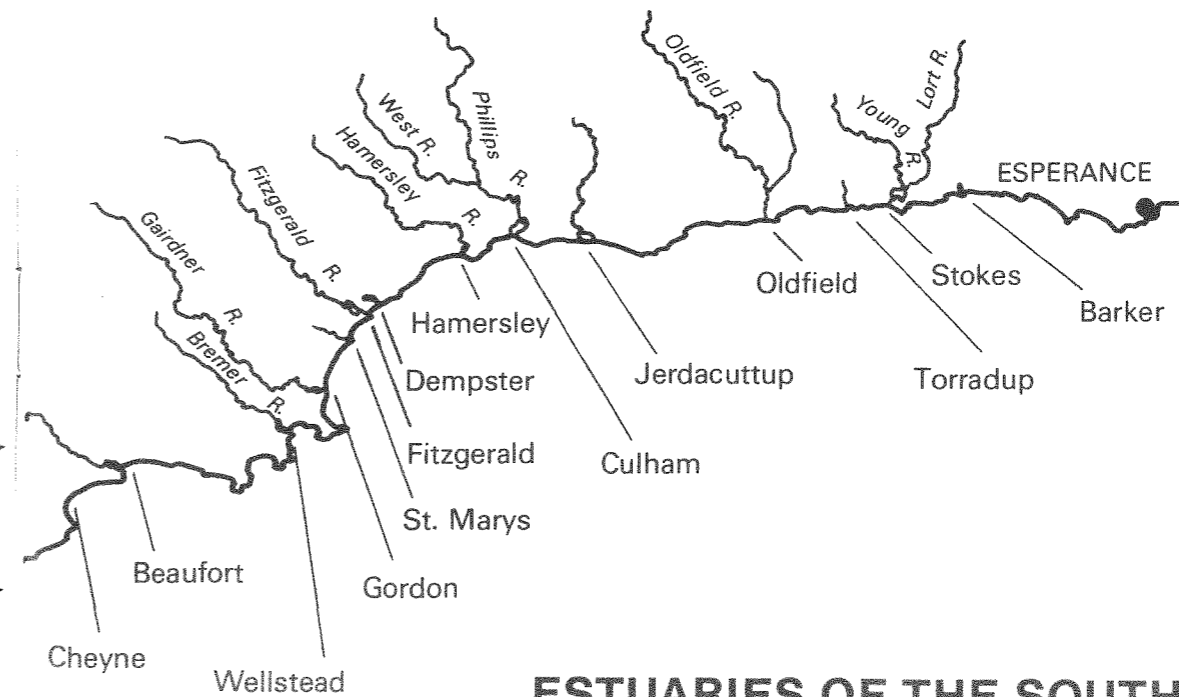 Oldfield R.
Lort R.
Young R.
Phillips R.
West R.
Hamersley R.
Fitzgerald R.
Gairdner R.
Bremer R.
ESPERANCE
Barker
Stokes
Torradup
Oldfield
Jerdacuttup
Culham
Hamersley
Dempster
Fitzgerald
St. Marys
Gordon
Wellstead
Beaufort
Cheyne
ESTUARIES OF THE SOUTH